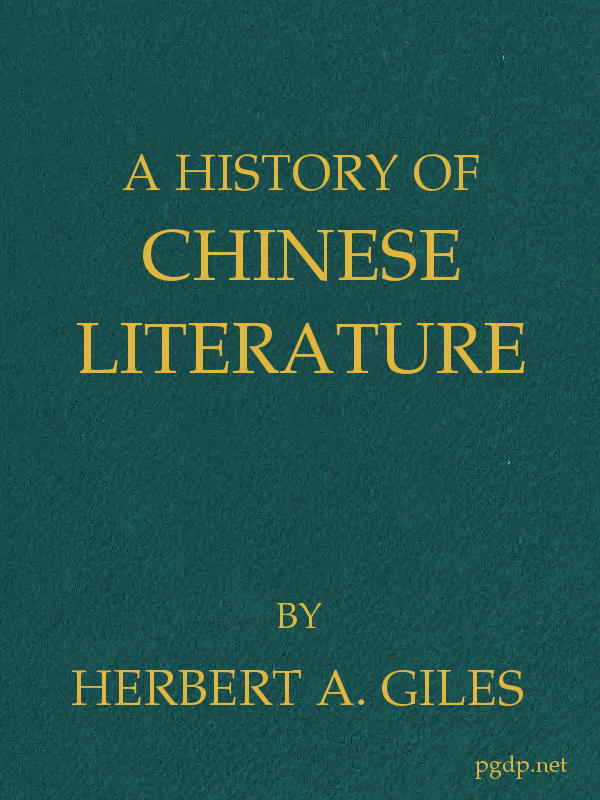 A HISTORY OF
CHINESE
LITERATURE
BY
HERBERT A. GILES
pgdp.net